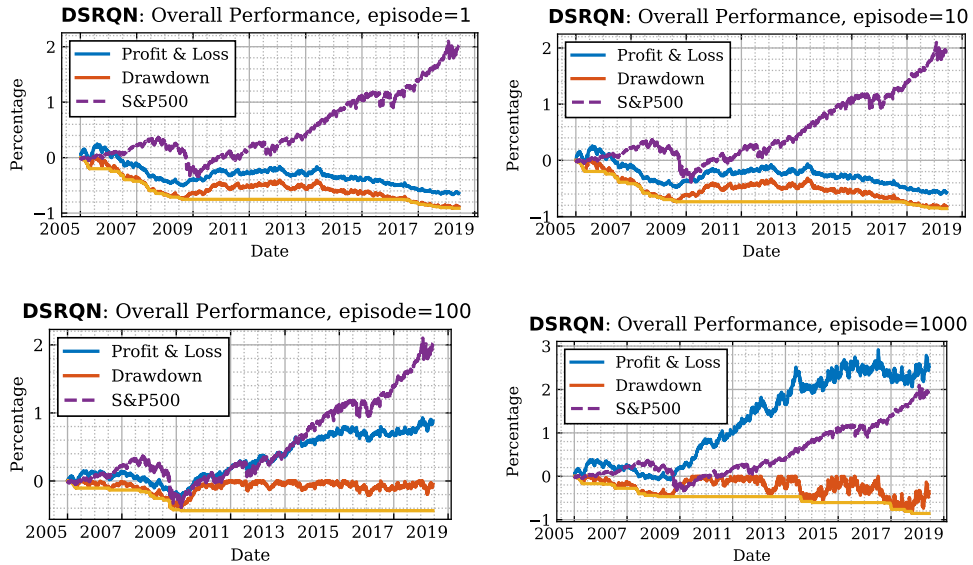 DSRQN: Overall Performance, episode=1
2
1
0
−1
Percentage
Profit & Loss
Drawdown
S&P500
2005 2007 2009 2011 2013 2015 2017 2019
Date
DSRQN: Overall Performance, episode=10
2
1
0
−1
Percentage
Profit & Loss
Drawdown
S&P500
2005 2007 2009 2011 2013 2015 2017 2019
Date
DSRQN: Overall Performance, episode=100
2
1
0
Percentage
Profit & Loss
Drawdown
S&P500
2005 2007 2009 2011 2013 2015 2017 2019
Date
DSRQN: Overall Performance, episode=1000
3
2
1
0
−1
Percentage
Profit & Loss
Drawdown
S&P500
2005 2007 2009 2011 2013 2015 2017 2019
Date